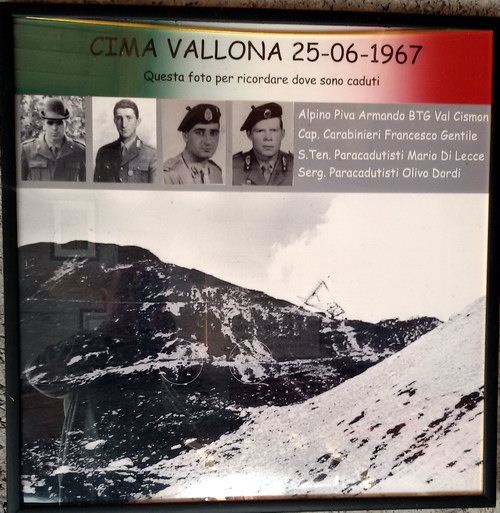 CIMA VALLONA 25-06-1967
Questa foto per ricordare dove sono caduti
Alpino Piva Armando BTG Val Cismon
Cap. Carabinieri Francesco Gentile
S.Ten. Paracadutisti Mario Di Lecce
Serg. Paracadutisti Olivo Dordi